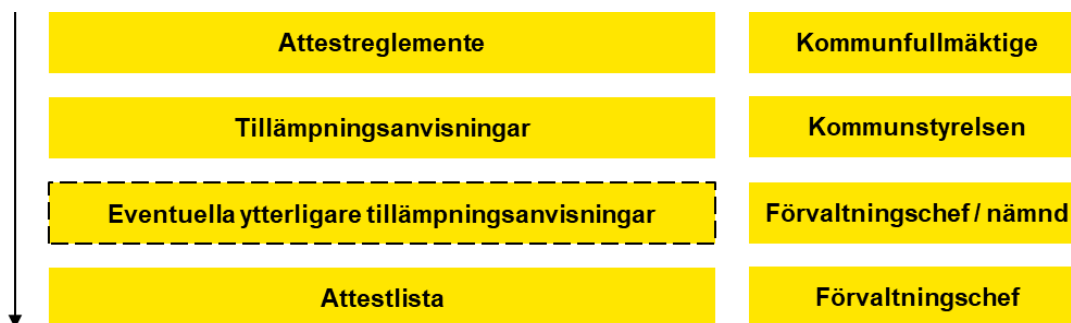 Attestreglemente
Kommunfullmäktige
Tillämpningsanvisningar
Kommunstyrelsen
Eventuella ytterligare tillämpningsanvisningar
Förvaltningschef / nämnd
Attestlista
Förvaltningschef